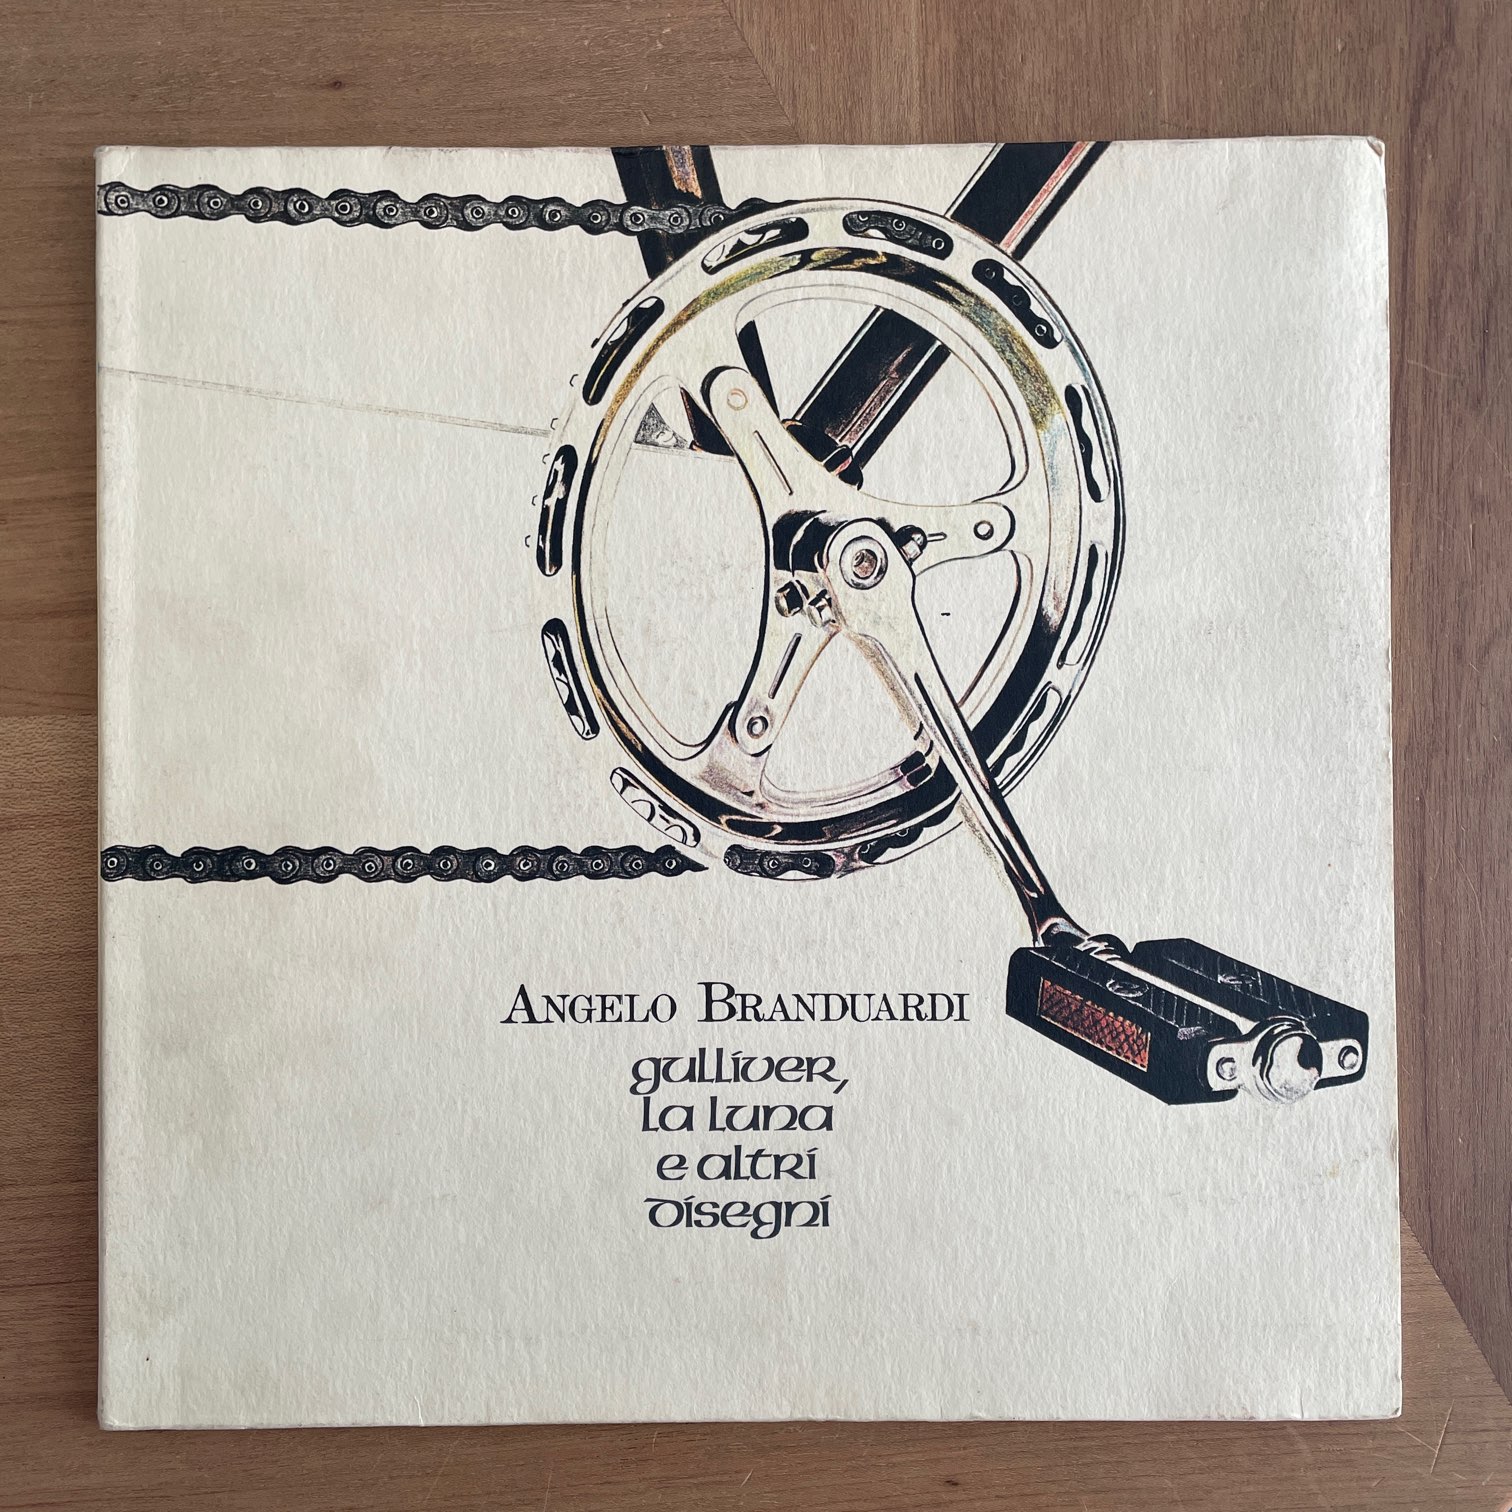 ANGELO BRANDUARDI
gulliver,
la luna
e altri
disegni